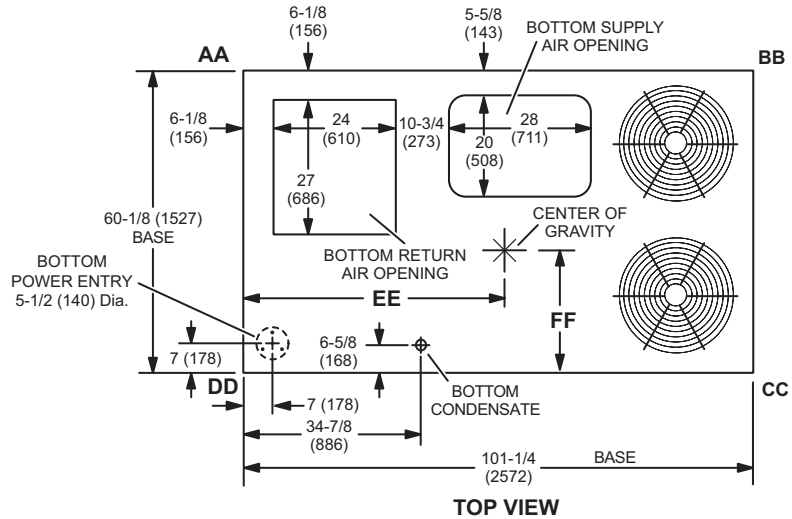 6-1/8
(156)
5-5/8
(143)
BOTTOM SUPPLY
AIR OPENING
AA
BB
6-1/8
(156)
24
(610)
10-3/4
(273)
28
(711)
20
(508)
27
(686)
60-1/8 (1527)
BASE
CENTER OF
GRAVITY
BOTTOM RETURN
AIR OPENING
BOTTOM
POWER ENTRY
5-1/2 (140) Dia.
EE
FF
7 (178)
6-5/8
(168)
DD
CC
7 (178)
BOTTOM
CONDENSATE
34-7/8
(886)
101-1/4
(2572)
BASE
TOP VIEW